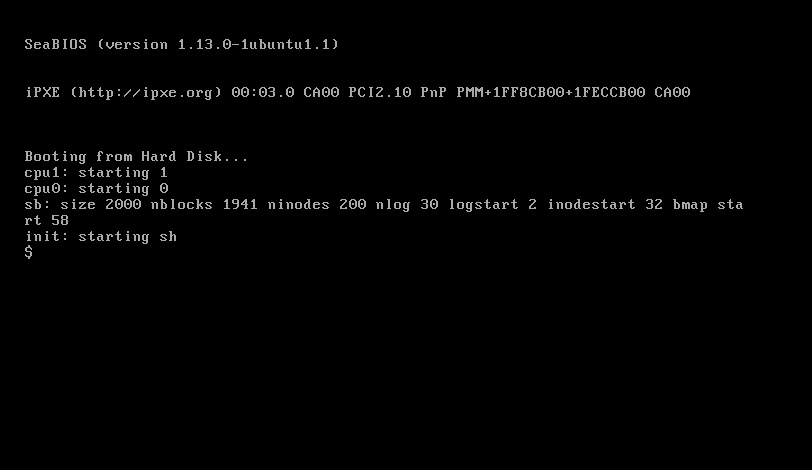 SeaBIOS (version 1.13.0-1ubuntu1.1)
iPXE (http://ipxe.org) 00:03.0 CA00 PCI2.10 PnP PMM+1FF8CB00+1FECCB00 CA00
Booting from Hard Disk...
cpu1: starting 1
cpu0: starting 0
sb: size 2000 nblocks 1941 ninodes 200 nlog 30 logstart 2 inodestart 32 bmap sta
rt 58
init: starting sh
$